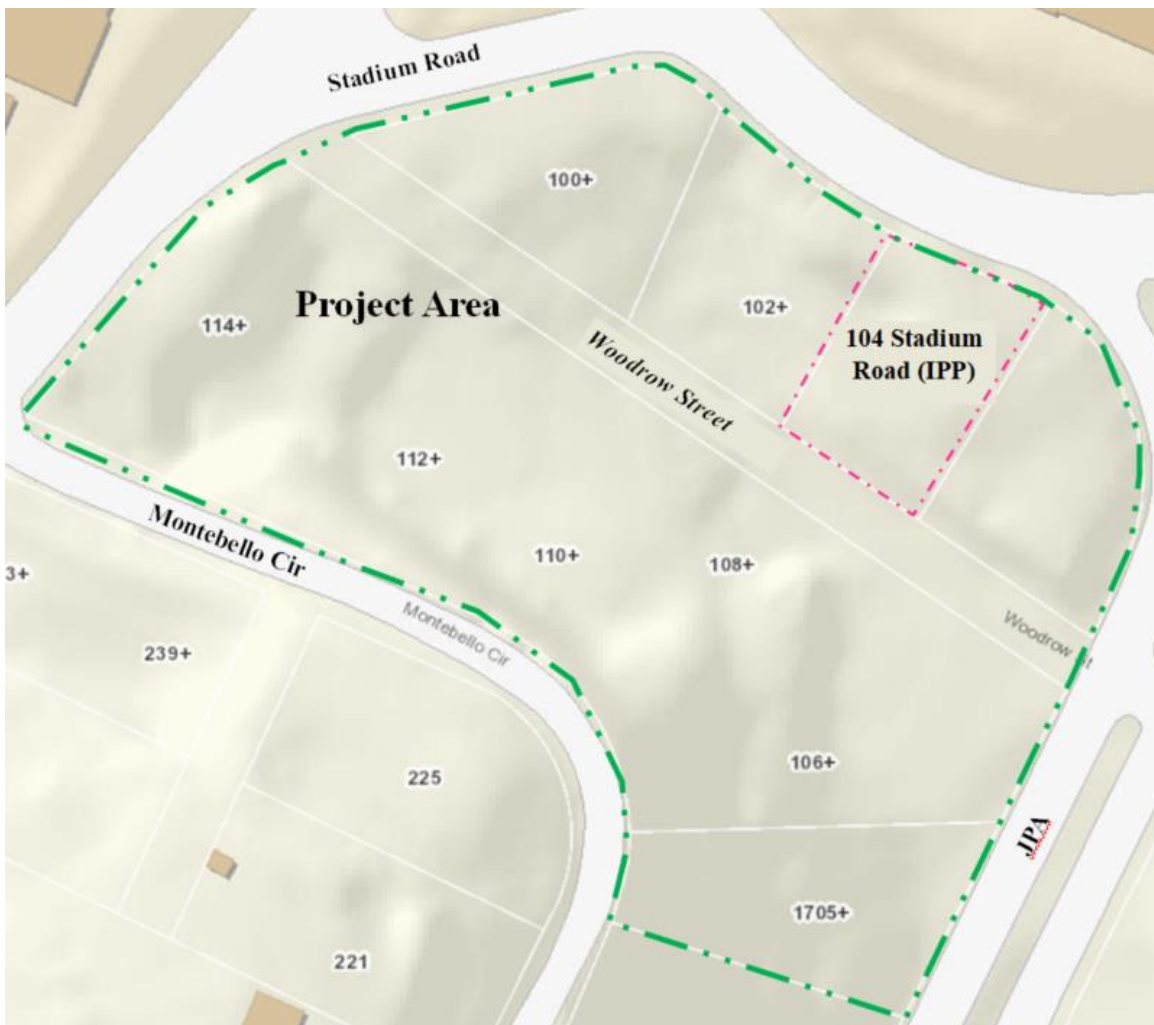 Stadium Road
100+
102+
Project Area
114+
104 Stadium
Road (IPP)
Woodrow Street
112+
Montebello Cir
110+
108+
3+
Montebello Cir
Woodrow
239+
225
106+
JPA
1705+
221